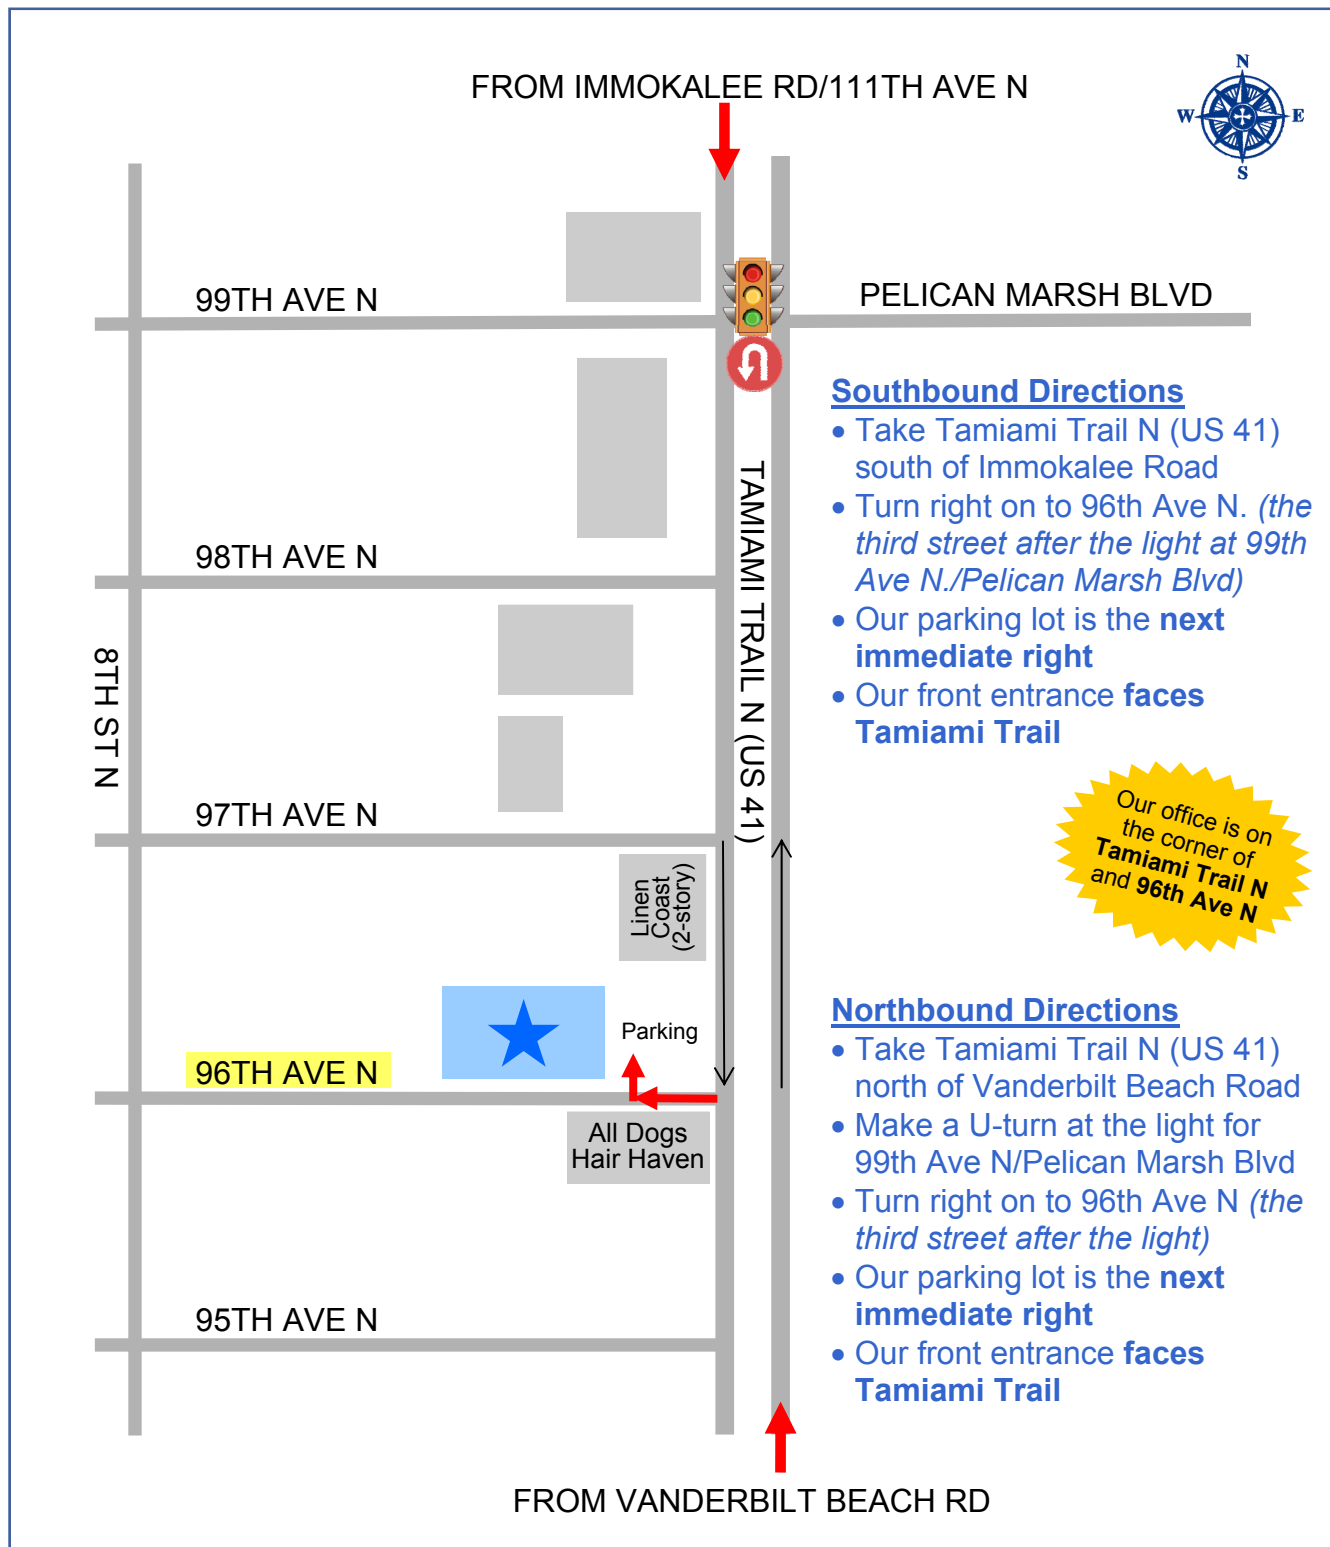 FROM IMMOKALEE RD/111TH AVE N
N
W
E
S
99TH AVE N
PELICAN MARSH BLVD
Southbound Directions
• Take Tamiami Trail N (US 41)
south of Immokalee Road
• Turn right on to 96th Ave N. (the
third street after the light at 99th
Ave N./Pelican Marsh Blvd)
• Our parking lot is the next
immediate right
• Our front entrance faces
Tamiami Trail
TAMIAMI TRAIL N (US 41)
98TH AVE N
8TH ST N
97TH AVE N
Our office is on
the corner of
Tamiami Trail N
and 96th Ave N
Linen
Coast
(2-story)
Parking
96TH AVE N
All Dogs
Hair Haven
Northbound Directions
• Take Tamiami Trail N (US 41)
north of Vanderbilt Beach Road
• Make a U-turn at the light for
99th Ave N/Pelican Marsh Blvd
• Turn right on to 96th Ave N (the
third street after the light)
• Our parking lot is the next
immediate right
• Our front entrance faces
Tamiami Trail
95TH AVE N
FROM VANDERBILT BEACH RD